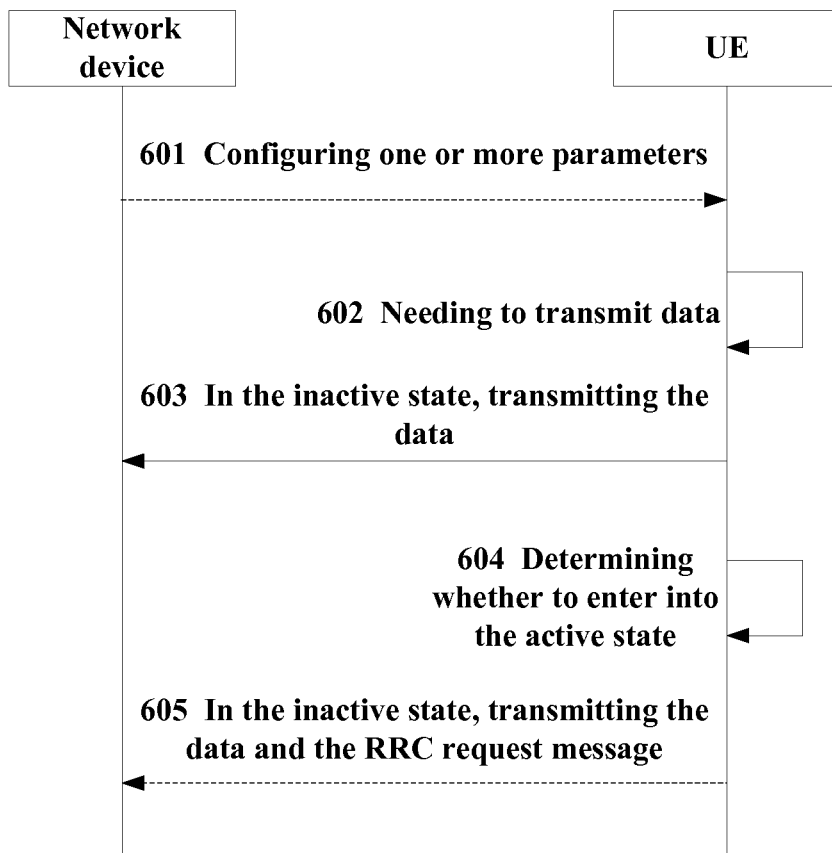 Network
device
UE
601 Configuring one or more parameters
602 Needing to transmit data
603 In the inactive state, transmitting the
data
604 Determining
whether to enter into
the active state
605 In the inactive state, transmitting the
data and the RRC request message